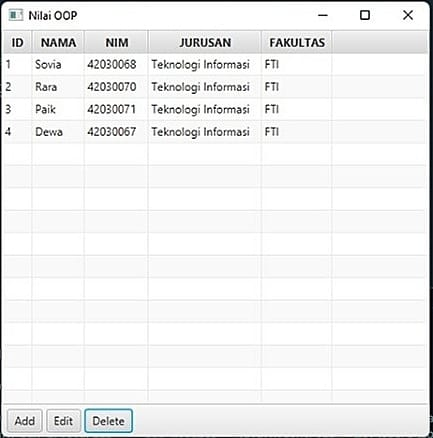 Nilai OOP
ID NAMA NIM JURUSAN FAKULTAS
1 Sovia 42030068 Teknologi Informasi FTI
2 Rara 42030070 Teknologi Informasi FTI
3 Paik 42030071 Teknologi Informasi FTI
4 Dewa 42030067 Teknologi Informasi FTI
Add Edit Delete